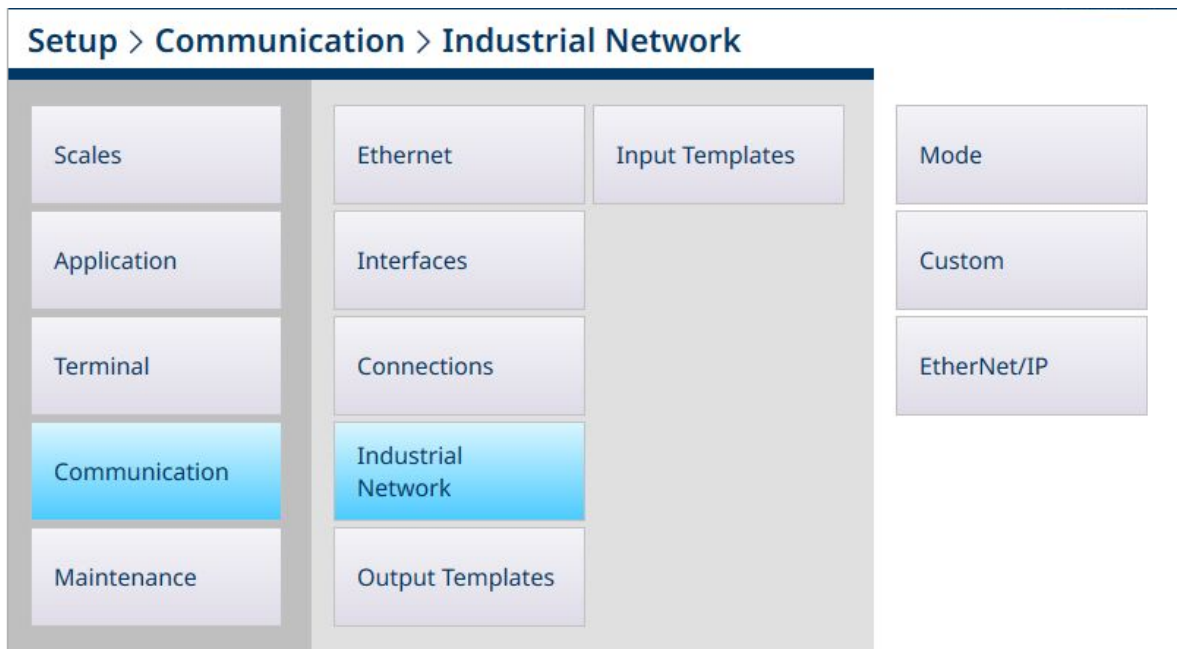 Setup > Communication > Industrial Network
Scales
Application
Terminal
Communication
Maintenance
Ethernet
Interfaces
Connections
Industrial
Network
Output Templates
Input Templates
Mode
Custom
EtherNet/IP